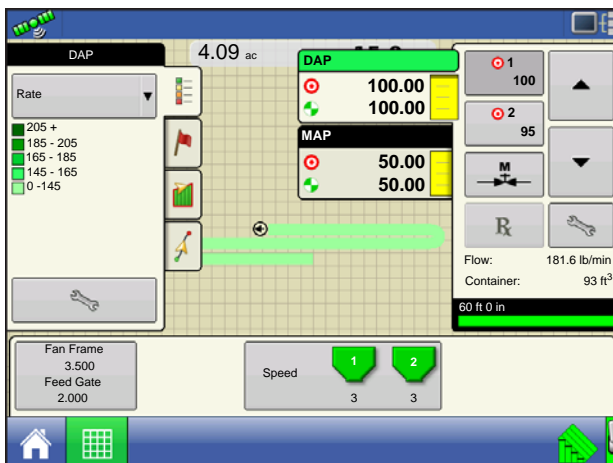 DAP
Rate
205 +
185 - 205
165 - 185
145 - 165
0 -145
4.09 ac
DAP
100.00
100.00
MAP
50.00
50.00
1
100
2
95
M
Rx
Flow: 181.6 lb/min
Container: 93 ft3
60 ft 0 in
Fan Frame
3.500
Feed Gate
2.000
Speed
1
2
3
3